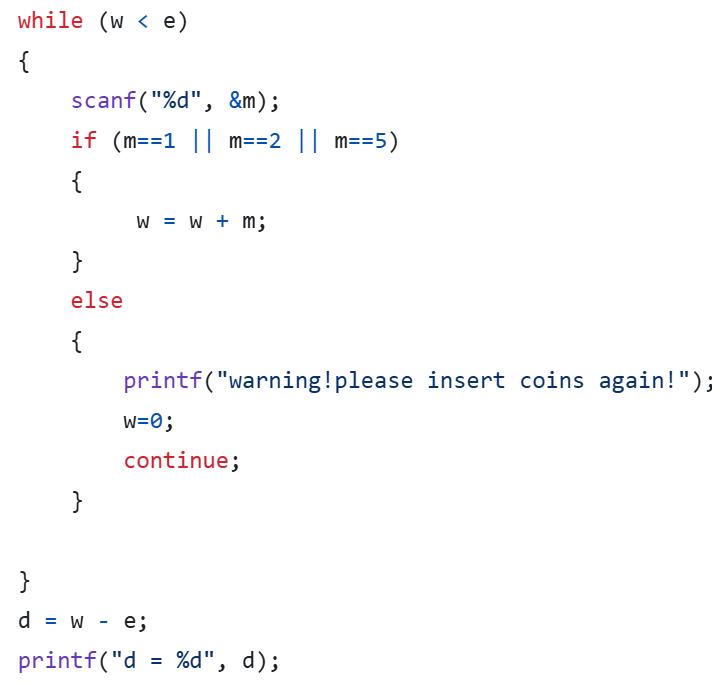 while (w < e)
{
    scanf("%d", &m);
    if (m==1 || m==2 || m==5)
    {
         w = w + m;
    }
    else
    {
        printf("warning!please insert coins again!");
        w=0;
        continue;
    }

}
d = w - e;
printf("d = %d", d);